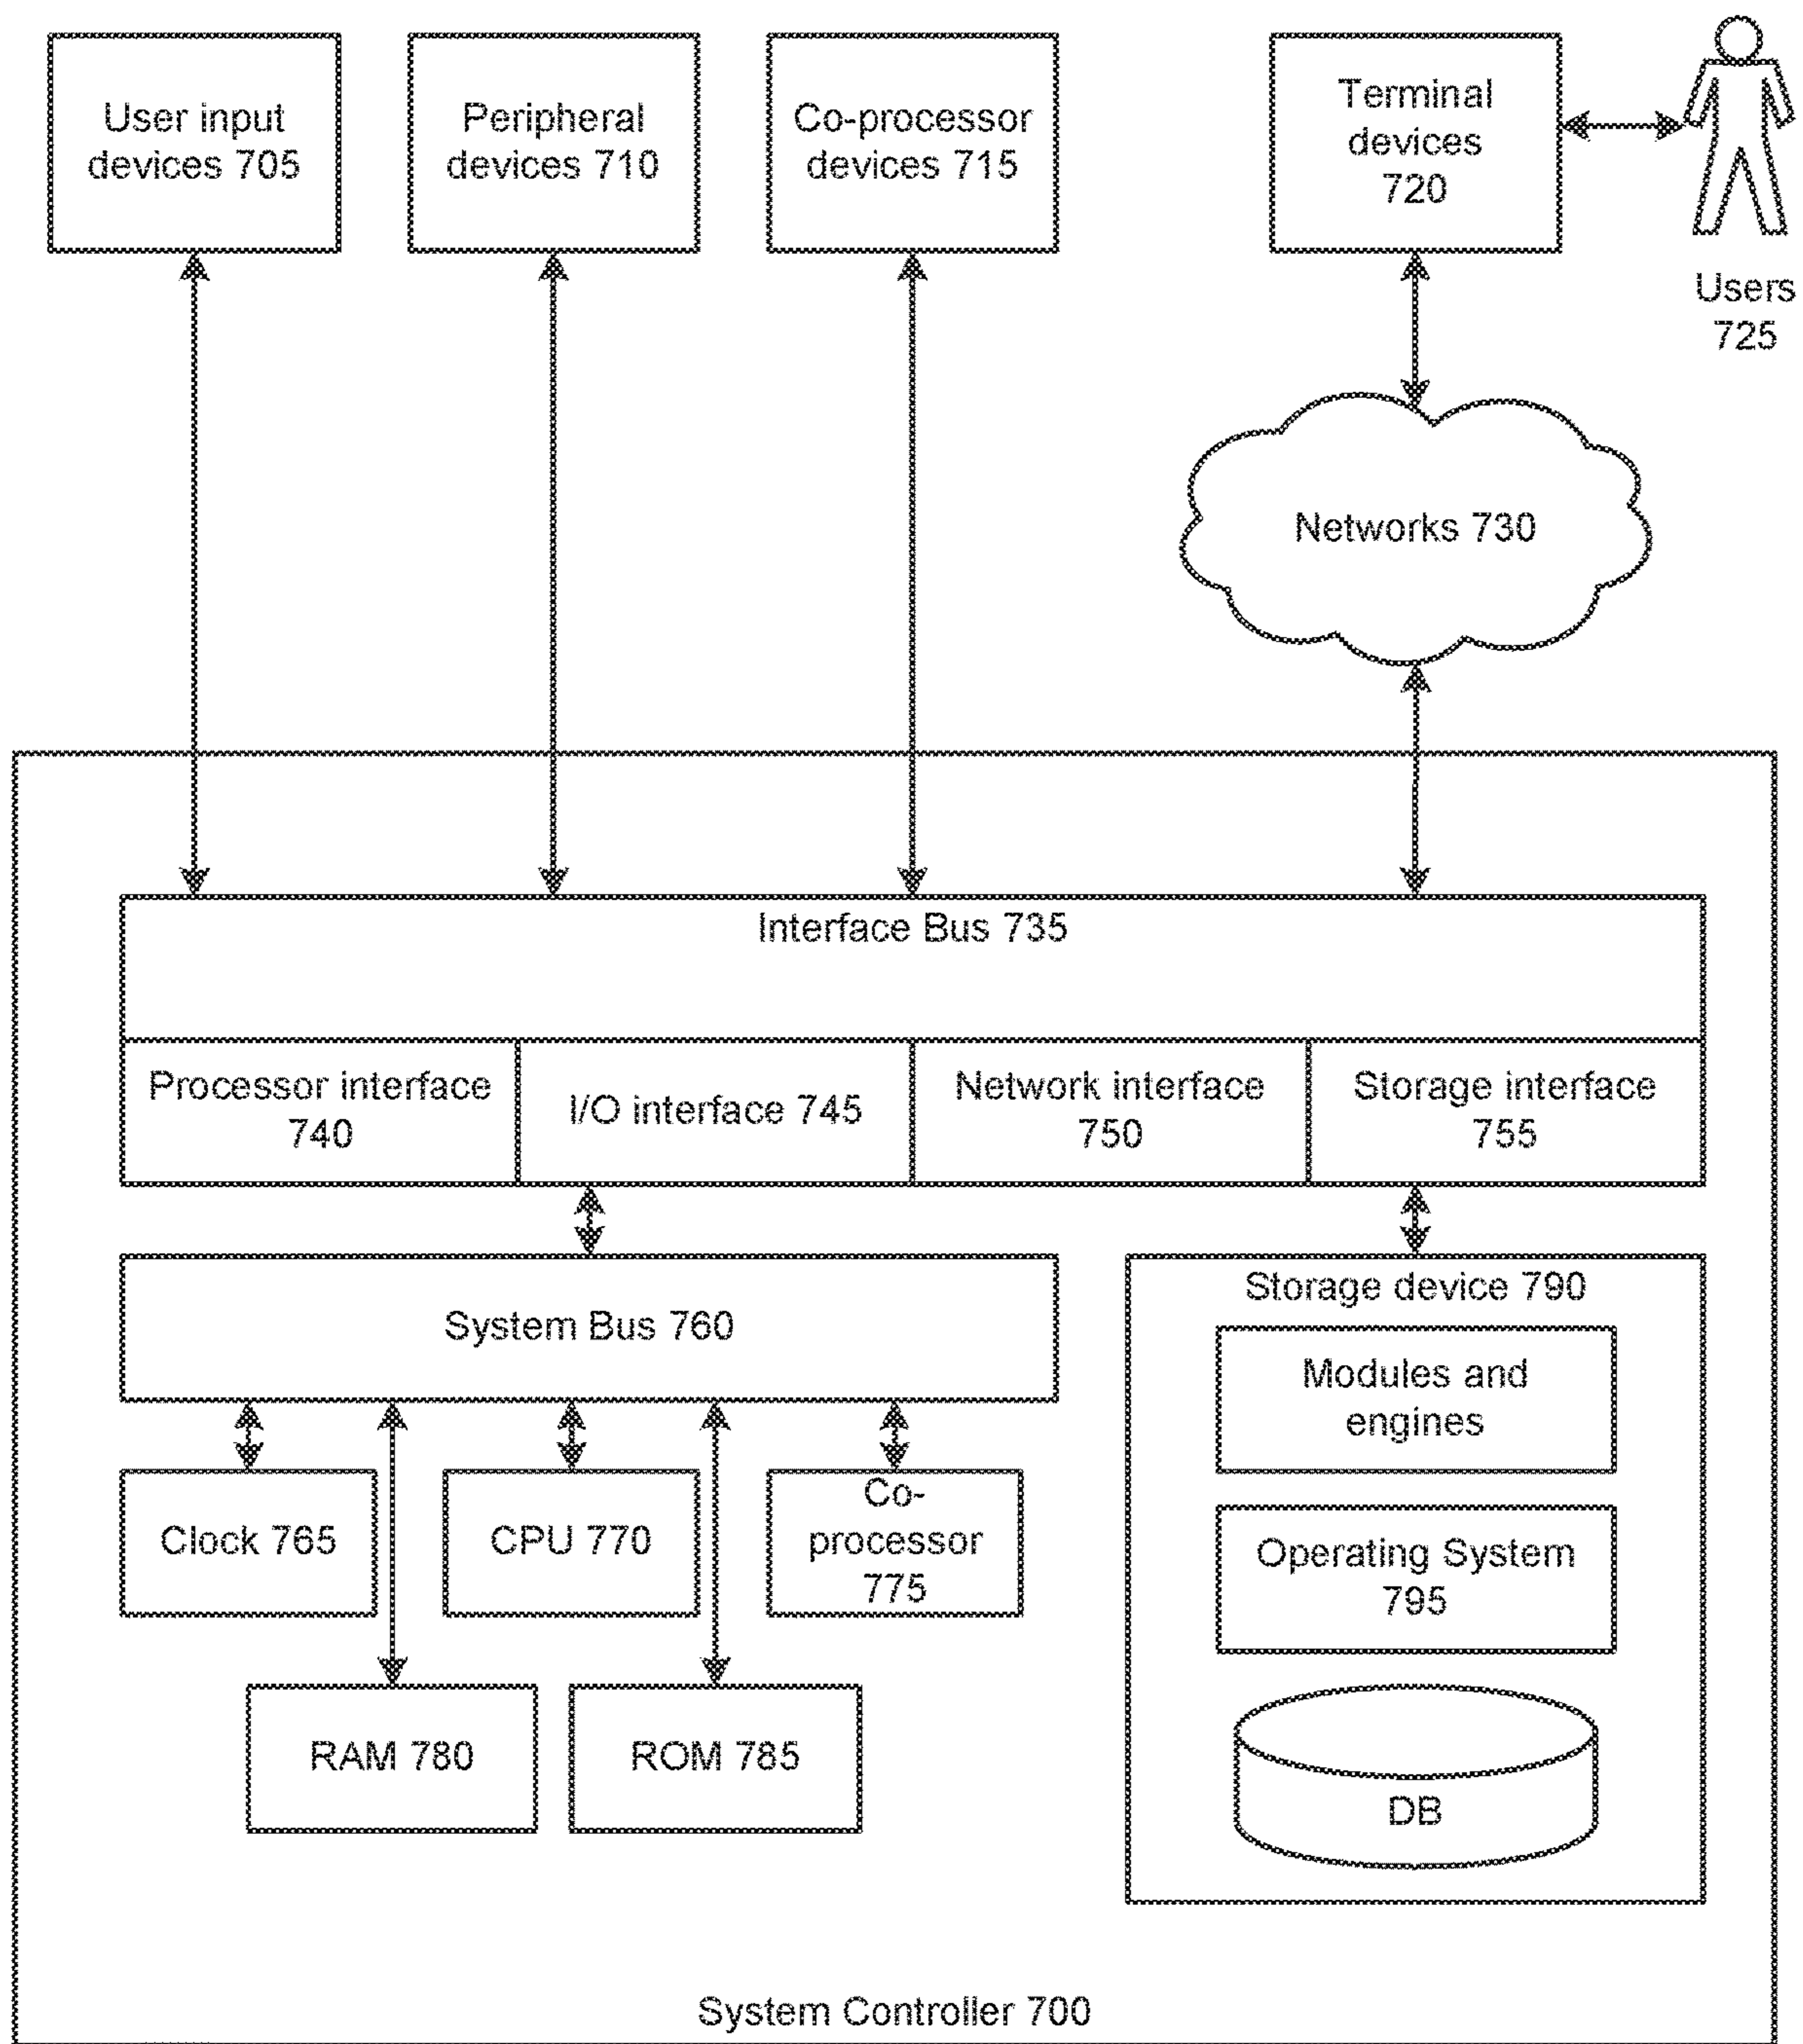 User input
devices 705
Peripheral
devices 710
Co-processor
devices 715
Terminal
devices
720
Users
725
Networks 730
Interface Bus 735
Processor interface
740
I/O interface 745
Network interface
750
Storage interface
755
System Bus 760
Storage device 790
Modules and
engines
Clock 765
CPU 770
Co-
processor
775
Operating System
795
RAM 780
ROM 785
DB
System Controller 700